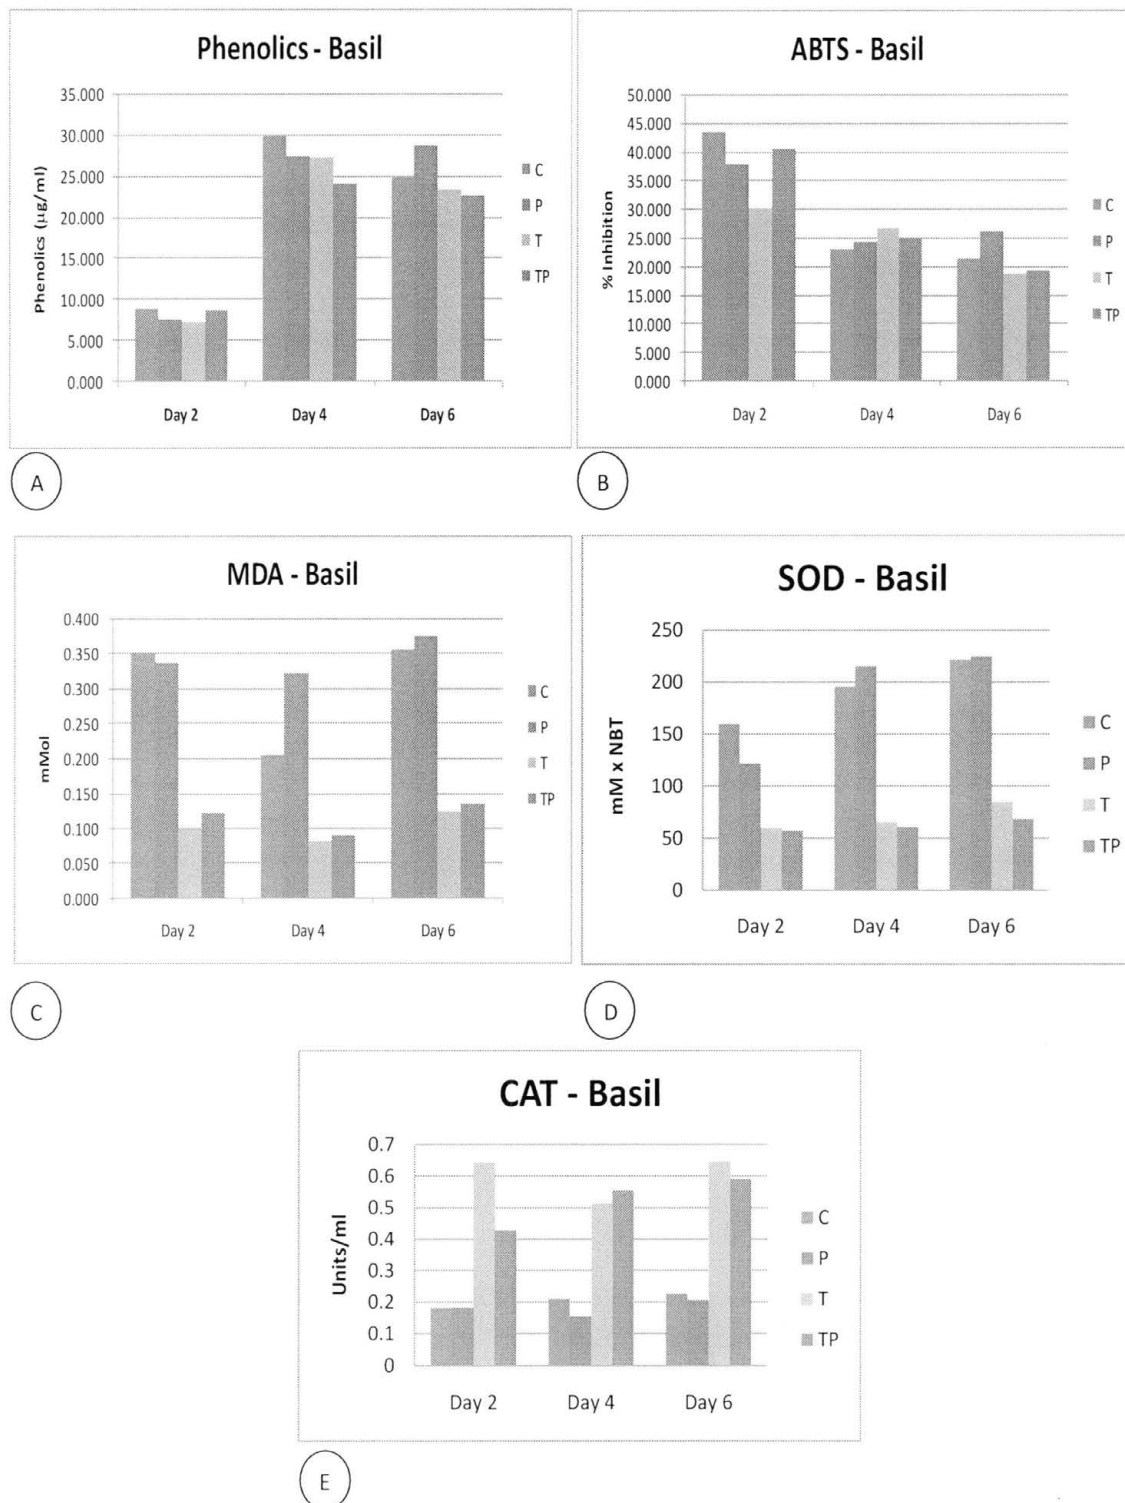 Phenolics - Basil
35.000
30.000
25.000
20.000
15.000
10.000
5.000
0.000
Phenolics (µg/ml)
Day 2
Day 4
Day 6
C
P
T
TP
A
ABTS - Basil
50.000
45.000
40.000
35.000
30.000
25.000
20.000
15.000
10.000
5.000
0.000
% Inhibition
Day 2
Day 4
Day 6
C
P
T
TP
B
MDA - Basil
0.400
0.350
0.300
0.250
0.200
0.150
0.100
0.050
0.000
mMol
Day 2
Day 4
Day 6
C
P
T
TP
C
SOD - Basil
250
200
150
100
50
0
mM x NBT
Day 2
Day 4
Day 6
C
P
T
TP
D
CAT - Basil
0.7
0.6
0.5
0.4
0.3
0.2
0.1
0
Units/ml
Day 2
Day 4
Day 6
C
P
T
TP
E